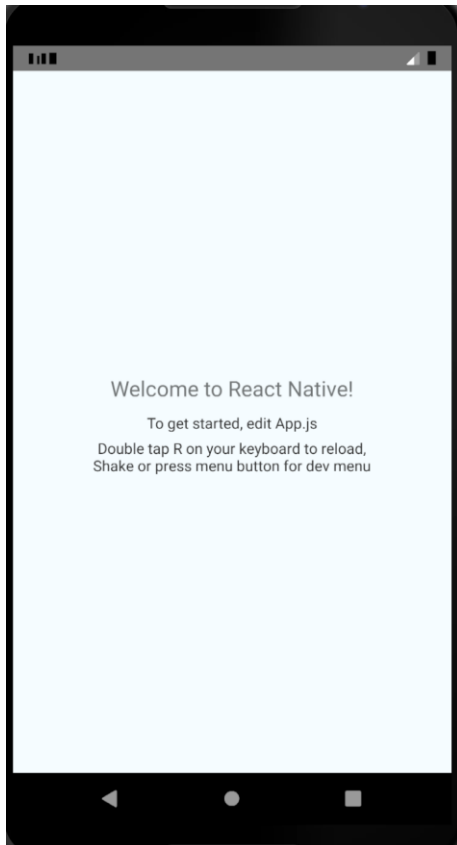 Welcome to React Native!
To get started, edit App.js
Double tap R on your keyboard to reload,
Shake or press menu button for dev menu